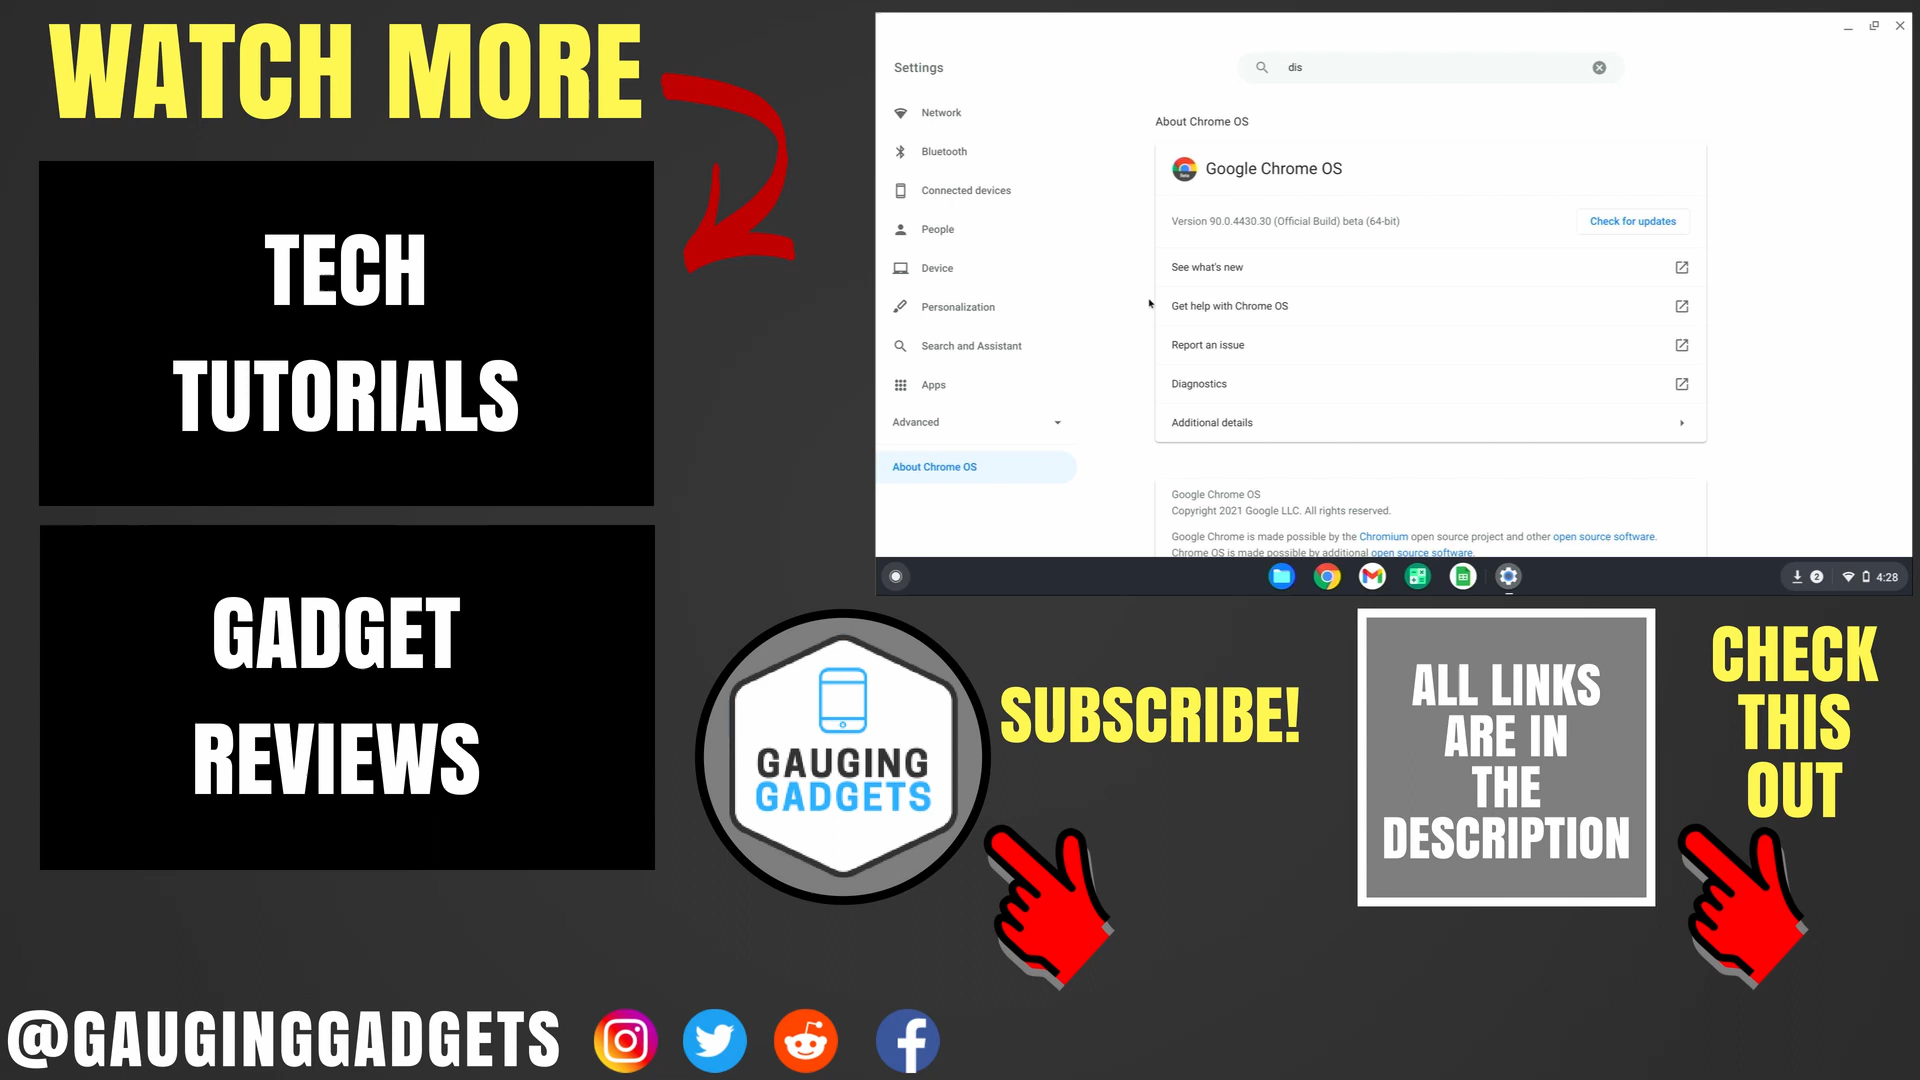 WATCH MORE
TECH
TUTORIALS
GADGET
REVIEWS
Settings
dis
Network
Bluetooth
Connected devices
People
Device
Personalization
Search and Assistant
Apps
Advanced
About Chrome OS
About Chrome OS
Google Chrome OS
Version 90.0.4430.30 (Official Build) beta (64-bit)
Check for updates
See what's new
Get help with Chrome OS
Report an issue
Diagnostics
Additional details
Google Chrome OS
Copyright 2021 Google LLC. All rights reserved.
Google Chrome is made possible by the Chromium open source project and other open source software.
Chrome OS is made possible by additional open source software.
2
4:28
GAUGING
GADGETS
SUBSCRIBE!
ALL LINKS
ARE IN
THE
DESCRIPTION
CHECK
THIS
OUT
@GAUGINGGADGETS